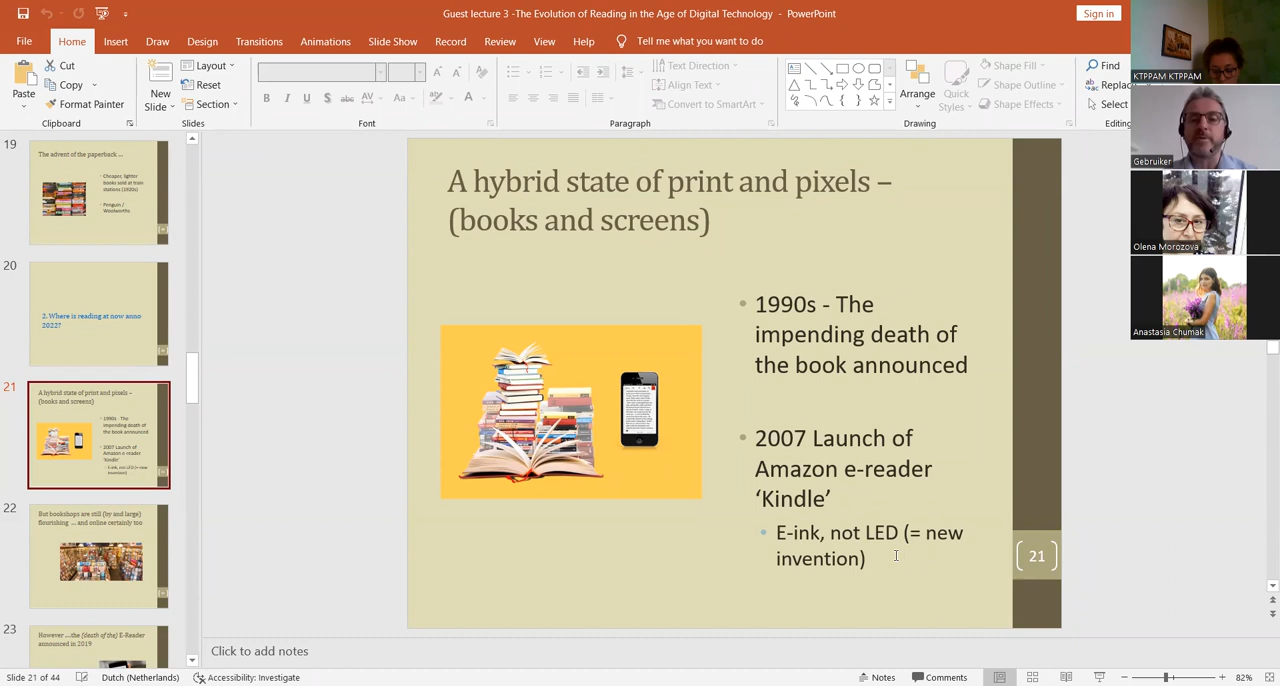 Guest lecture 3 -The Evolution of Reading in the Age of Digital Technology - PowerPoint
Sign in
File Home Insert Draw Design Transitions Animations Slide Show Record Review View Help Tell me what you want to do
Paste
Cut
Copy
Format Painter
Clipboard
New
Slide
Layout
Reset
Section
Slides
B I U S abc AV Aa A
Font
Text Direction
Align Text
Convert to SmartArt
Paragraph
Arrange
Quick
Styles
Shape Fill
Shape Outline
Shape Effects
Drawing
Find
Replac
Select
Editing
KTPPAM KTPPAM
Gebruiker
Olena Morozova
Anastasia Chumak
19
The advent of the paperback ...
Cheaper, lighter
books sold at train
stations (1920s)
Penguin /
Woolworths
20
2. Where is reading at now anno
2022?
21
A hybrid state of print and pixels –
(books and screens)
1990s - The
impending death of
the book announced
2007 Launch of
Amazon e-reader
‘Kindle’
E-ink, not LED (= new
invention)
22
But bookshops are still (by and large)
flourishing ... and online certainly too
23
However ....the (death of the) E-Reader
announced in 2019
A hybrid state of print and pixels –
(books and screens)
• 1990s - The
impending death of
the book announced
• 2007 Launch of
Amazon e-reader
‘Kindle’
• E-ink, not LED (= new
invention)
21
Click to add notes
Slide 21 of 44 Dutch (Netherlands) Accessibility: Investigate Notes Comments 82%